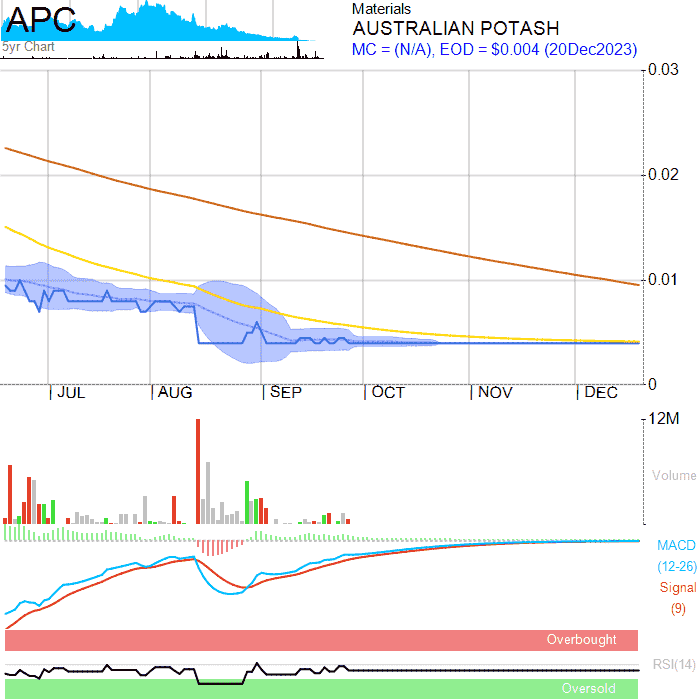 APC
5yr Chart
Materials
AUSTRALIAN POTASH
MC = (N/A), EOD = $0.004 (20Dec2023)
0.03
0.02
0.01
0
JUL AUG SEP OCT NOV DEC
12M
Volume
MACD
(12-26)
Signal
(9)
Overbought
RSI(14)
Oversold